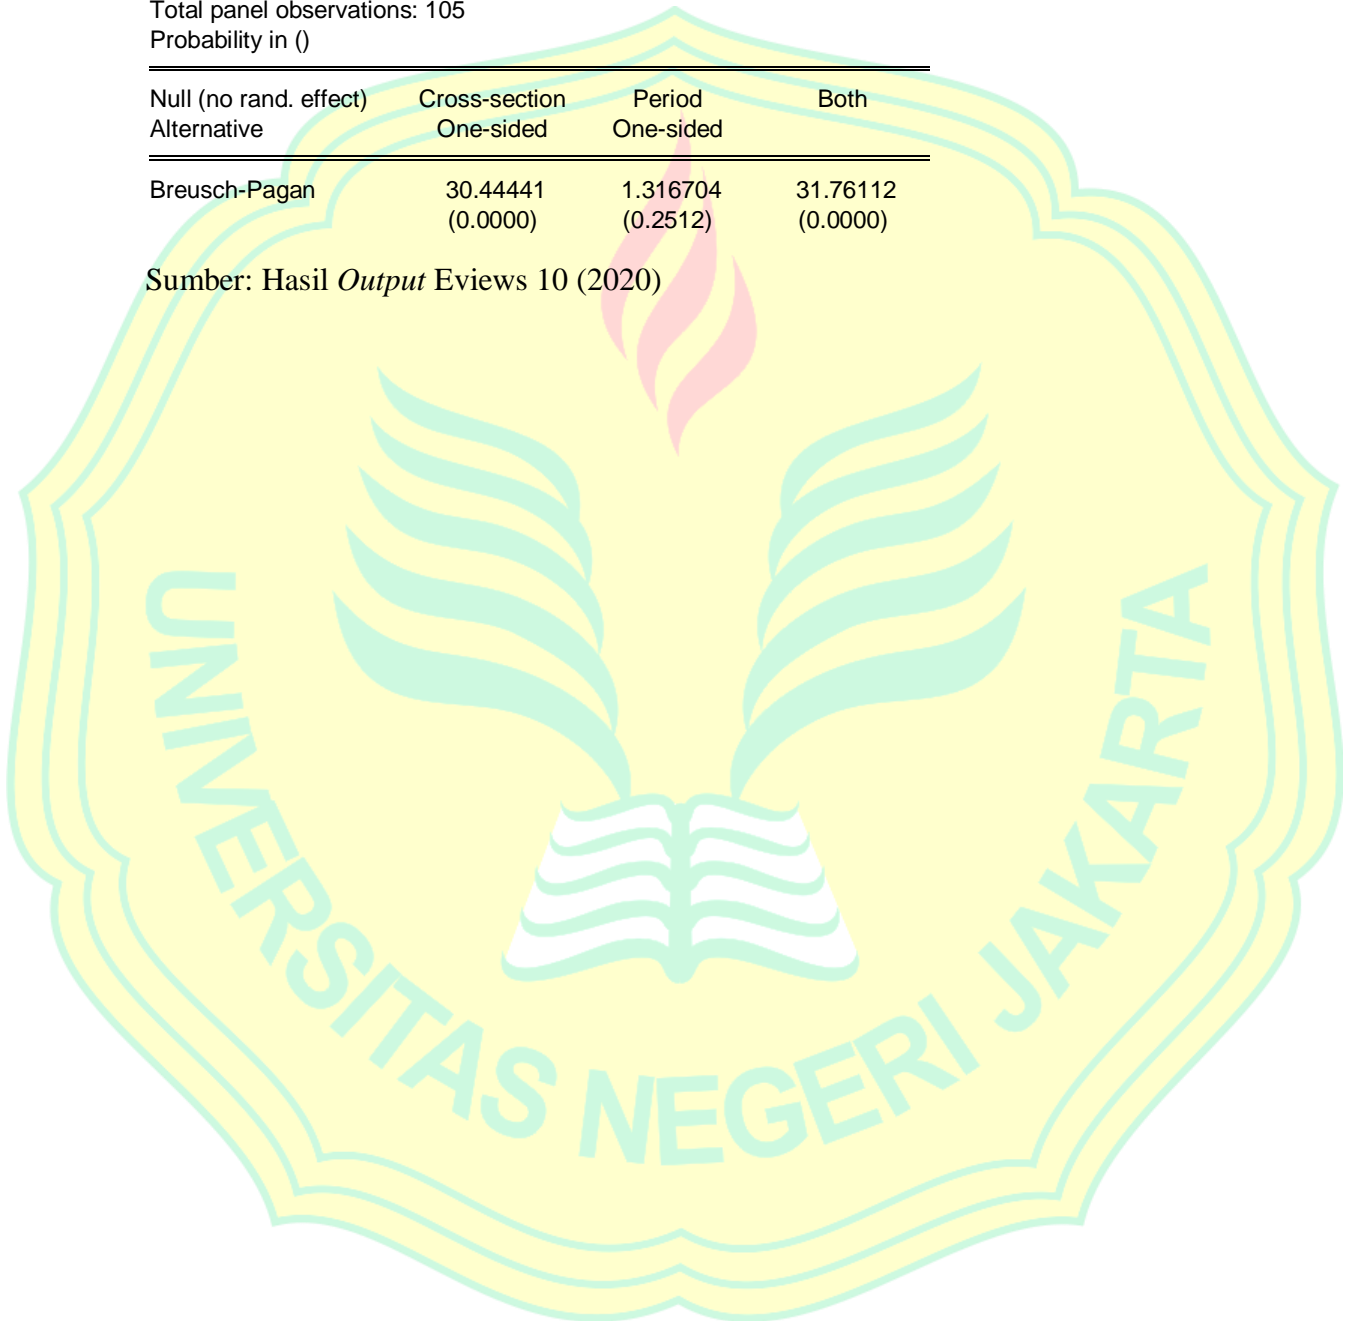 Total panel observations: 105
Probability in ()
Null (no rand. effect) Cross-section Period Both
Alternative One-sided One-sided
Breusch-Pagan 30.44441 1.316704 31.76112
(0.0000) (0.2512) (0.0000)
Sumber: Hasil Output Eviews 10 (2020)
UNIVERSITAS NEGERI JAKARTA